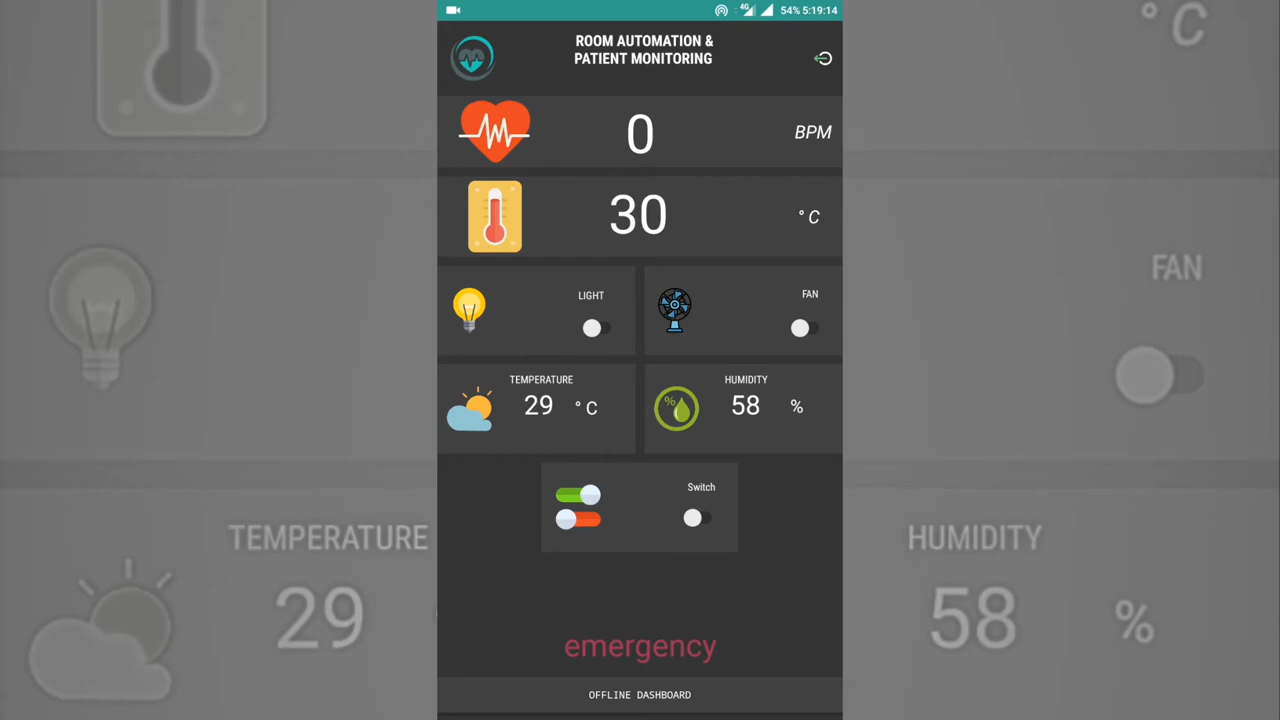 4G 54% 5:19:14
ROOM AUTOMATION &
PATIENT MONITORING
0 BPM
30 ° C
LIGHT
FAN
TEMPERATURE
29 ° C
HUMIDITY
58 %
%
Switch
emergency
OFFLINE DASHBOARD
° C
FAN
TEMPERATURE
29
HUMIDITY
58 %